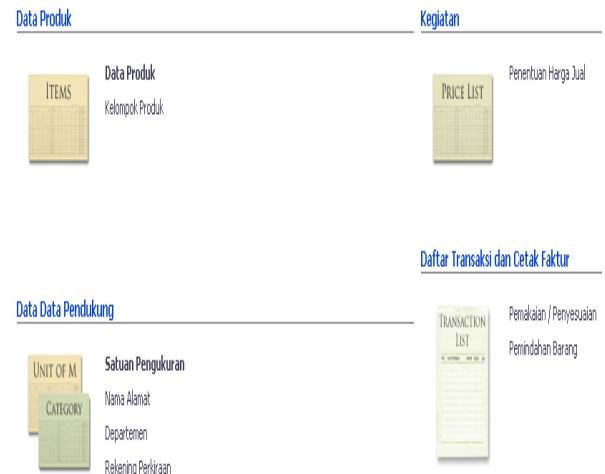 Data Produk
ITEMS
Data Produk
Kelompok Produk
Kegiatan
PRICE LIST
Penentuan Harga Jual
Data Data Pendukung
UNIT OF M
CATEGORY
Satuan Pengukuran
Nama Alamat
Departemen
Rekening Perkiraan
Daftar Transaksi dan Cetak Faktur
TRANSACTION
LIST
Pemakaian / Penyesuaian
Pemindahan Barang